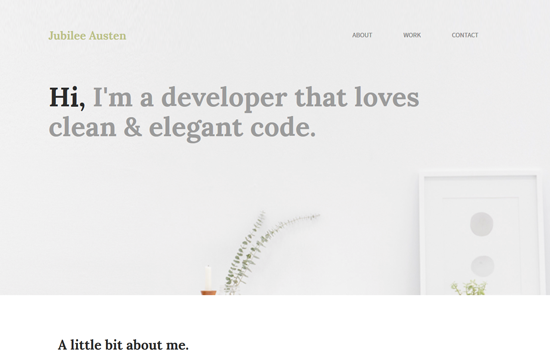 Jubilee Austen
ABOUT WORK CONTACT
Hi, I'm a developer that loves
clean & elegant code.
A little bit about me.